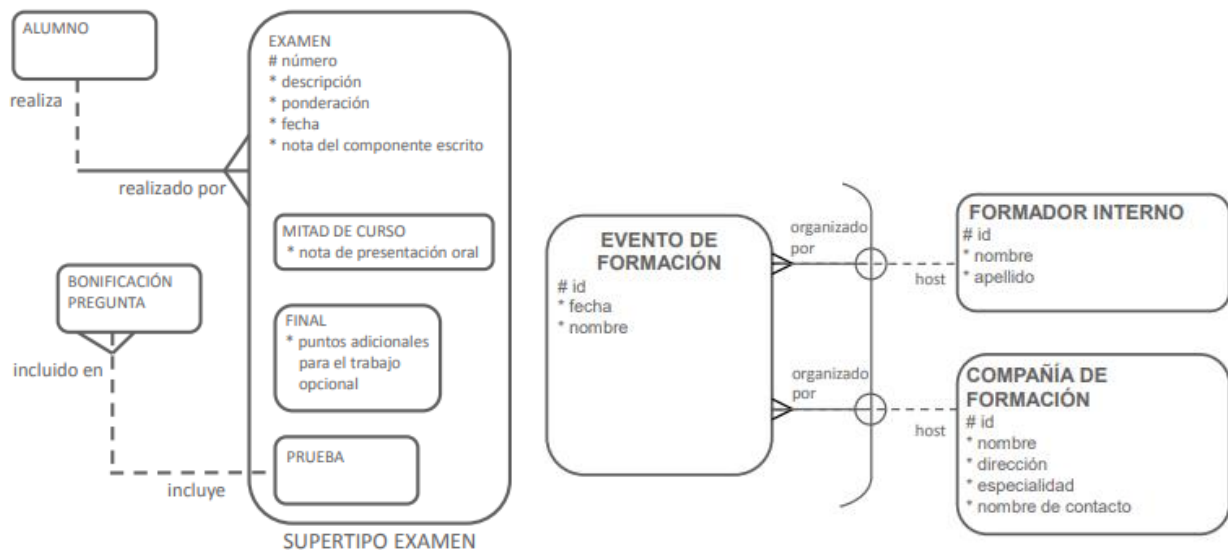 ALUMNO
realiza
realizado por
EXAMEN
# número
* descripción
* ponderación
* fecha
* nota del componente escrito
MITAD DE CURSO
* nota de presentación oral
BONIFICACIÓN
PREGUNTA
incluido en
FINAL
* puntos adicionales
para el trabajo
opcional
PRUEBA
incluye
SUPERTIPO EXAMEN
EVENTO DE
FORMACIÓN
# id
* fecha
* nombre
organizado
por
host
FORMADOR INTERNO
# id
* nombre
* apellido
organizado
por
host
COMPAÑÍA DE
FORMACIÓN
# id
* nombre
* dirección
* especialidad
* nombre de contacto